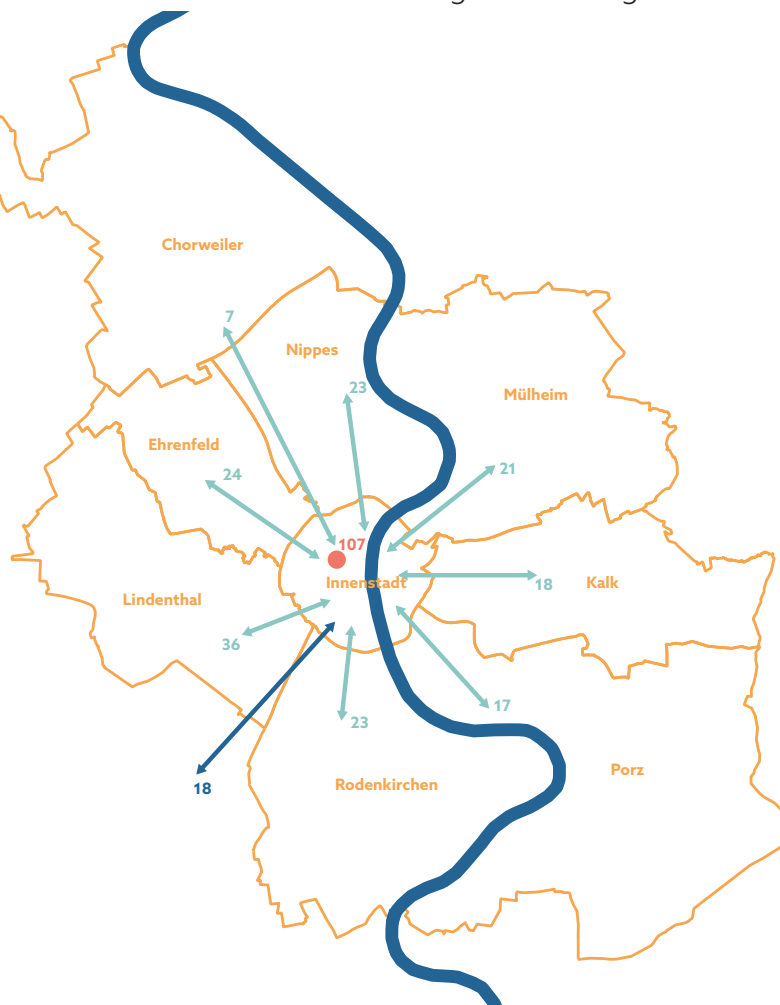 Chorweiler
7
Nippes
23
Mülheim
Ehrenfeld
24
21
107
Innenstadt
18
Kalk
Lindenthal
36
17
23
18
Rodenkirchen
Porz